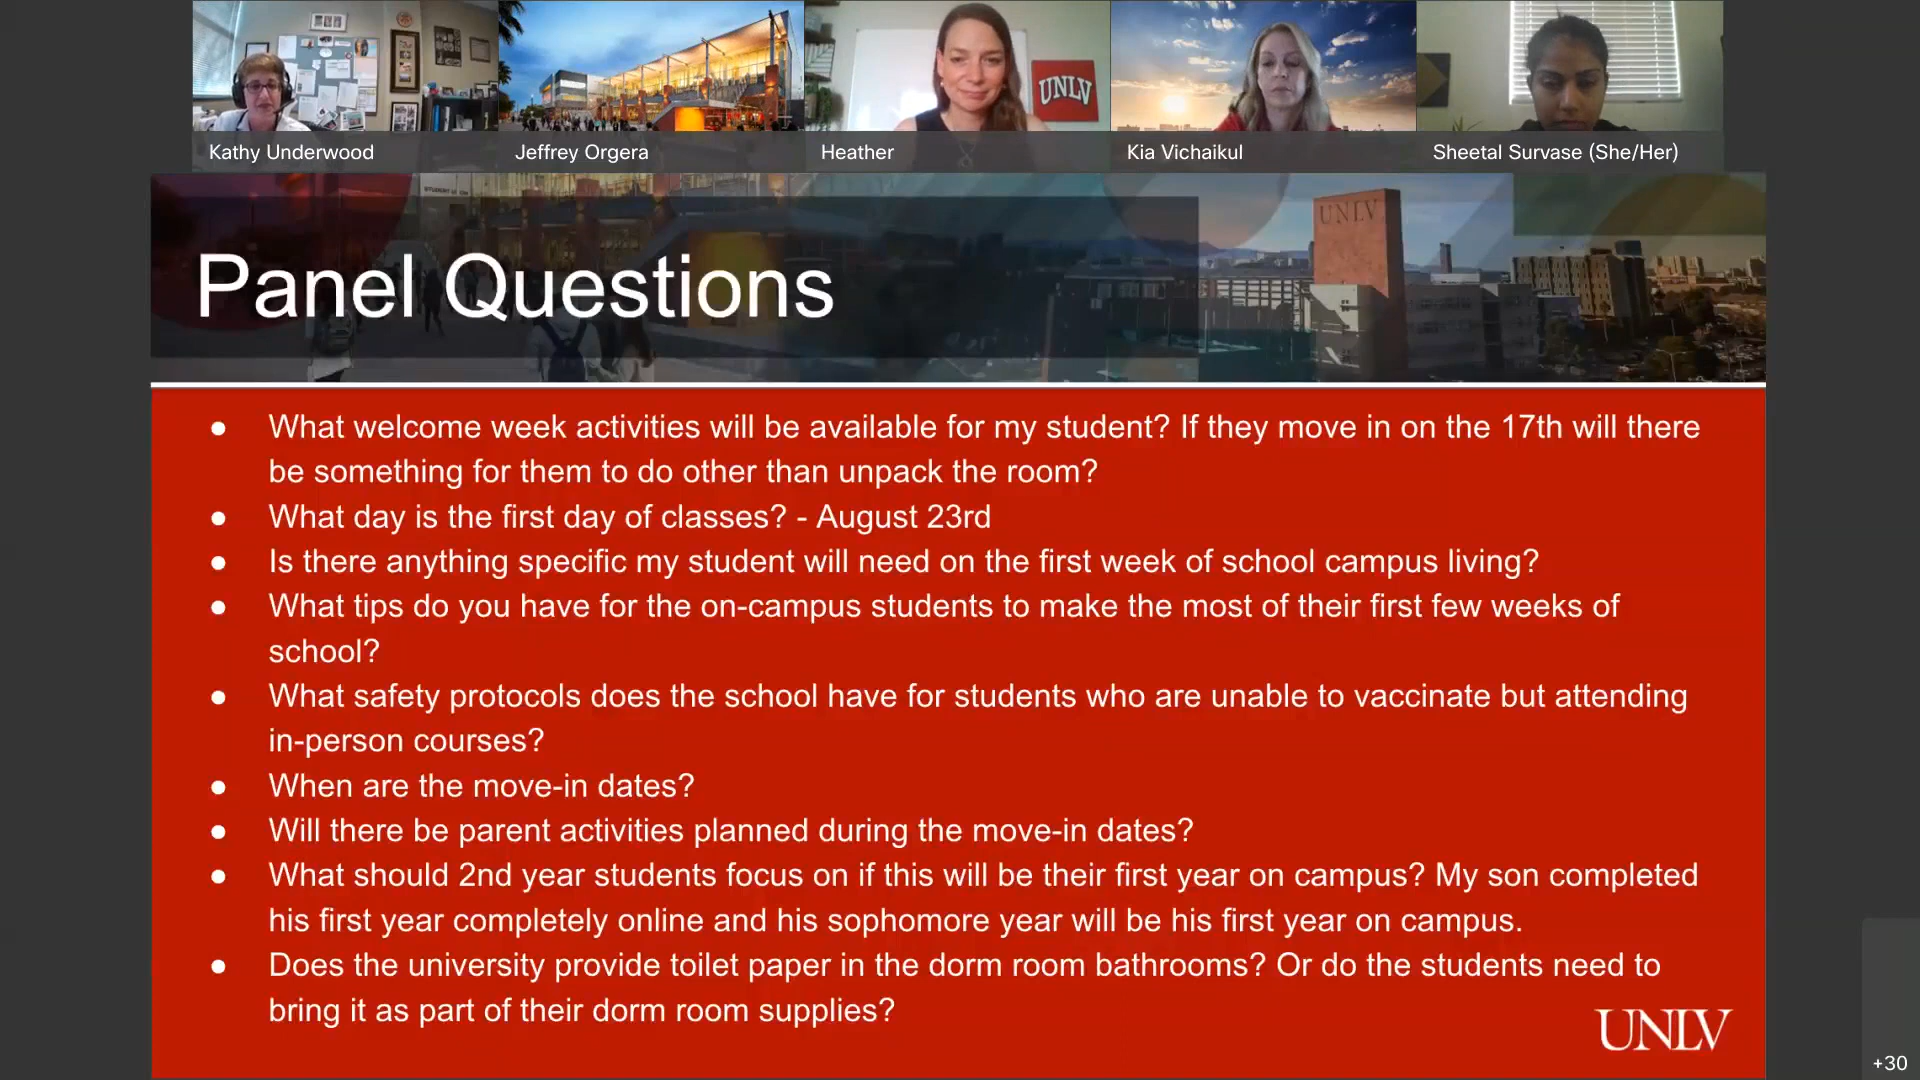 UNLV
Kathy Underwood
Jeffrey Orgera
Heather
Kia Vichaikul
Sheetal Survase (She/Her)
UNLV
Panel Questions
● What welcome week activities will be available for my student? If they move in on the 17th will there
be something for them to do other than unpack the room?
● What day is the first day of classes? - August 23rd
● Is there anything specific my student will need on the first week of school campus living?
● What tips do you have for the on-campus students to make the most of their first few weeks of
school?
● What safety protocols does the school have for students who are unable to vaccinate but attending
in-person courses?
● When are the move-in dates?
● Will there be parent activities planned during the move-in dates?
● What should 2nd year students focus on if this will be their first year on campus? My son completed
his first year completely online and his sophomore year will be his first year on campus.
● Does the university provide toilet paper in the dorm room bathrooms? Or do the students need to
bring it as part of their dorm room supplies?
UNLV
+30